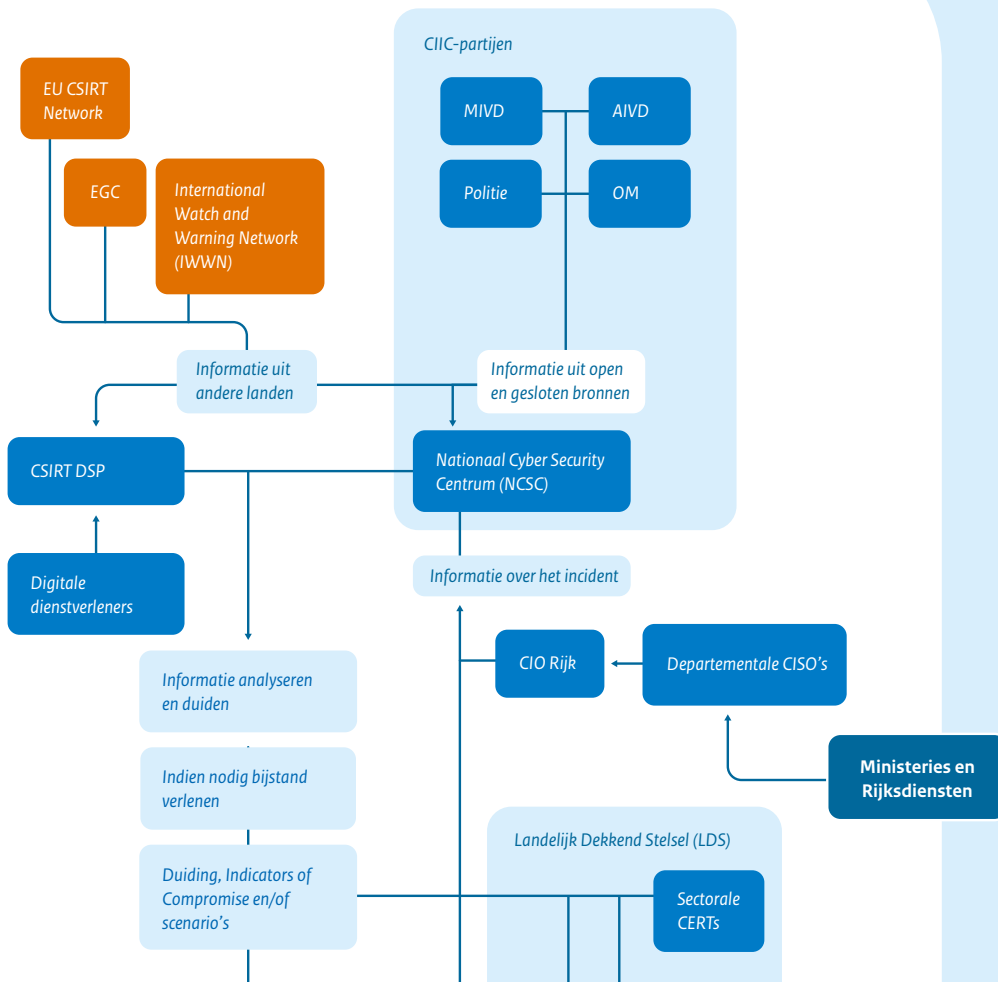 CIIC-partijen
EU CSIRT
Network
MIVD
AIVD
EGC
International
Watch and
Warning Network
(IWWN)
Politie
OM
Informatie uit
andere landen
Informatie uit open
en gesloten bronnen
CSIRT DSP
Nationaal Cyber Security
Centrum (NCSC)
Digitale
dienstverleners
Informatie over het incident
CIO Rijk
Departementale CISO's
Informatie analyseren
en duiden
Ministeries en
Rijksdiensten
Indien nodig bijstand
verlenen
Landelijk Dekkend Stelsel (LDS)
Duiding, Indicators of
Compromise en/of
scenario's
Sectorale
CERTs